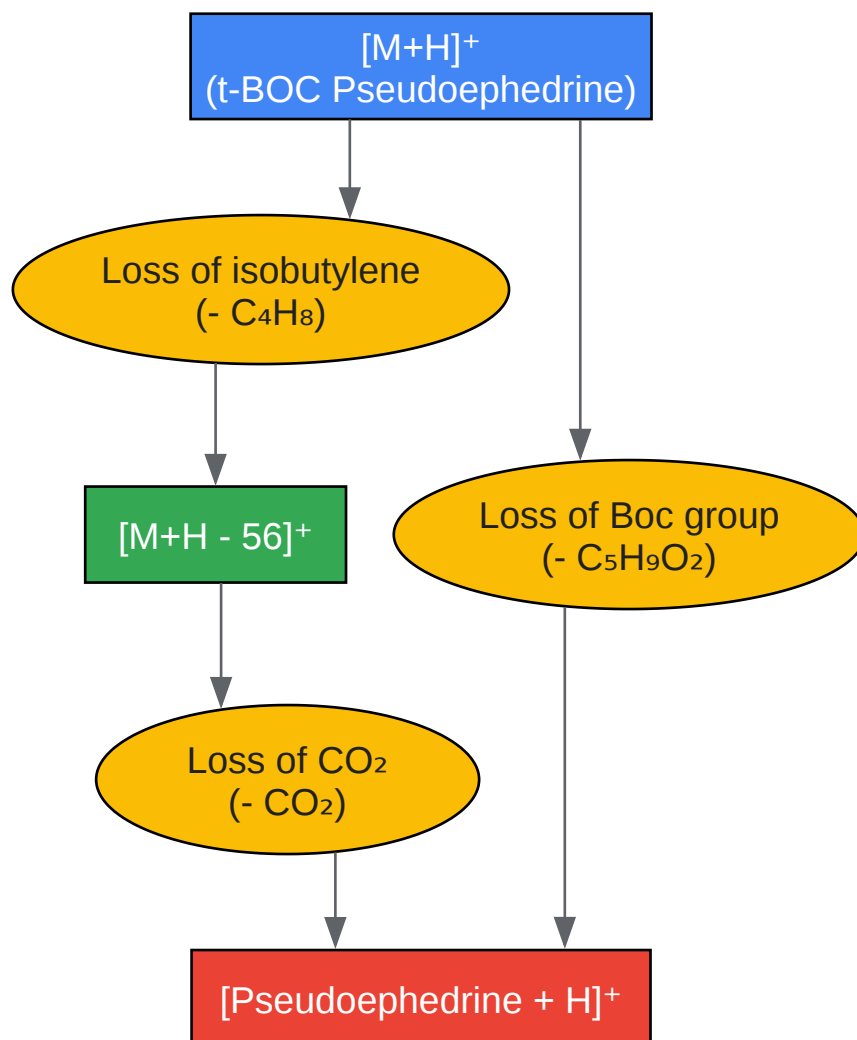 [M+H]⁺
(t-BOC Pseudoephedrine)
Loss of isobutylene
(- C₄H₈)
[M+H - 56]⁺
Loss of Boc group
(- C₅H₉O₂)
Loss of CO₂
(- CO₂)
[Pseudoephedrine + H]⁺